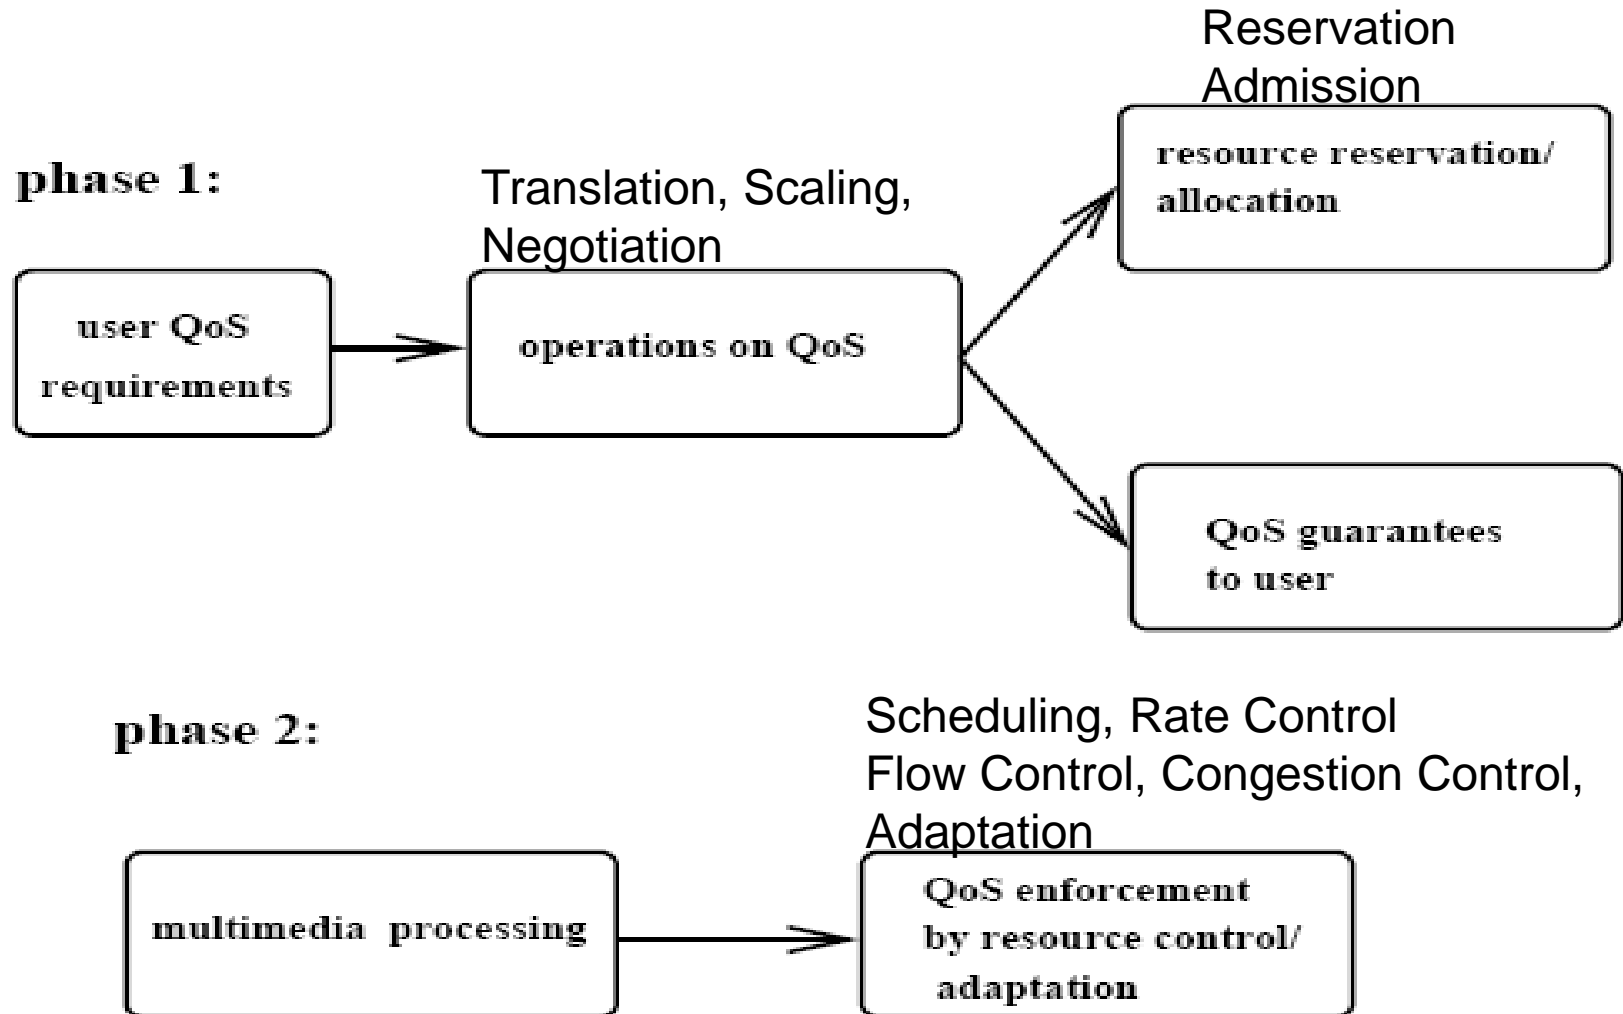 Reservation
Admission
resource reservation/
allocation
phase 1:
Translation, Scaling,
Negotiation
user QoS
requirements
operations on QoS
QoS guarantees
to user
phase 2:
Scheduling, Rate Control
Flow Control, Congestion Control,
Adaptation
multimedia processing
QoS enforcement
by resource control/
adaptation